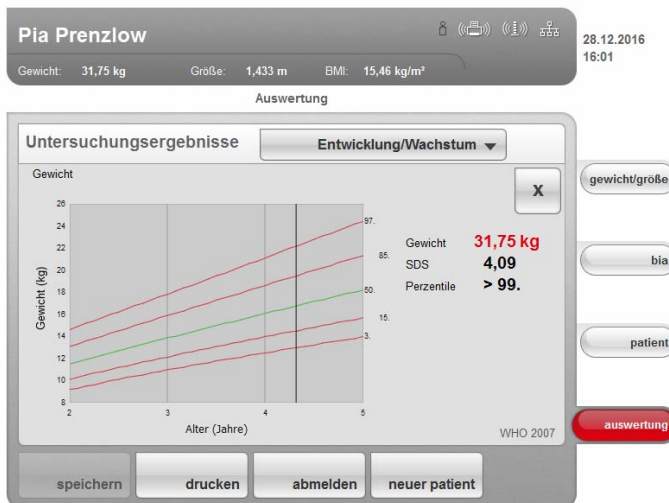 Pia Prenzlow
Gewicht: 31,75 kg Größe: 1,433 m BMI: 15,46 kg/m²
28.12.2016
16:01
Auswertung
Untersuchungsergebnisse
Entwicklung/Wachstum
Gewicht
X
26
24
22
20
18
16
14
12
10
8
2
3
4
5
97.
85.
50.
15.
3.
Gewicht (kg)
Alter (Jahre)
Gewicht 31,75 kg
SDS 4,09
Perzentile > 99.
WHO 2007
gewicht/größe
bia
patient
auswertung
speichern
drucken
abmelden
neuer patient